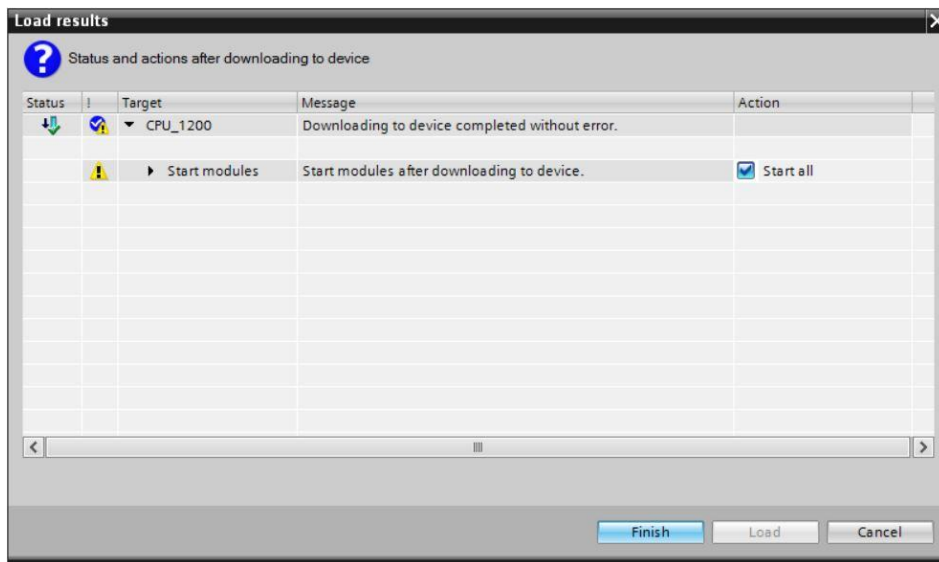 Load results
Status and actions after downloading to device
Status ! Target Message Action
CPU_1200 Downloading to device completed without error.
Start modules Start modules after downloading to device. Start all
Finish Load Cancel